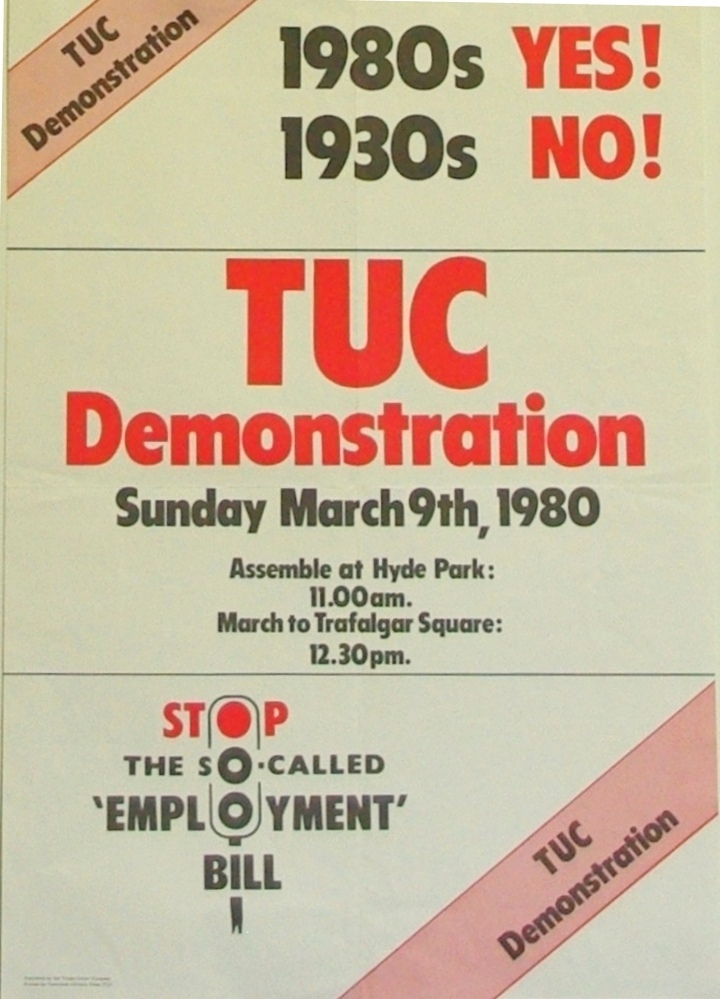 TUC
Demonstration
1980s YES!
1930s NO!
TUC
Demonstration
Sunday March 9th, 1980
Assemble at Hyde Park:
11.00am.
March to Trafalgar Square:
12.30pm.
STOP
THE SO-CALLED
'EMPLOYMENT'
BILL
TUC
Demonstration